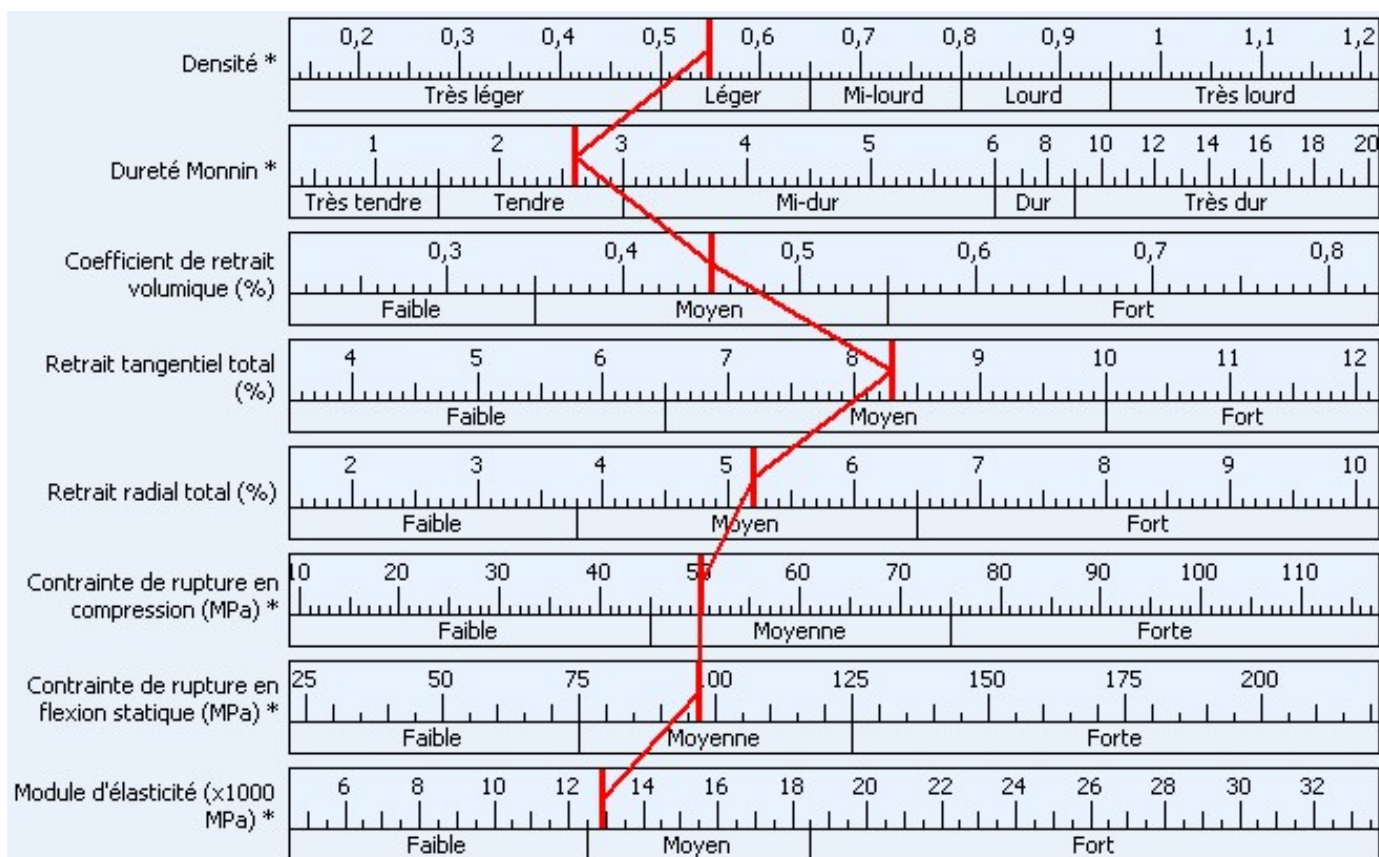 0,2 0,3 0,4 0,5 0,6 0,7 0,8 0,9 1 1,1 1,2
Densité *
Très léger Léger Mi-lourd Lourd Très lourd
1 2 3 4 5 6 8 10 12 14 16 18 20
Dureté Monnin *
Très tendre Tendre Mi-dur Dur Très dur
0,3 0,4 0,5 0,6 0,7 0,8
Coefficient de retrait
volumique (%)
Faible Moyen Fort
4 5 6 7 8 9 10 11 12
Retrait tangentiel total
(%)
Faible Moyen Fort
2 3 4 5 6 7 8 9 10
Retrait radial total (%)
Faible Moyen Fort
10 20 30 40 50 60 70 80 90 100 110
Contrainte de rupture en
compression (MPa) *
Faible Moyenne Forte
25 50 75 100 125 150 175 200
Contrainte de rupture en
flexion statique (MPa) *
Faible Moyenne Forte
6 8 10 12 14 16 18 20 22 24 26 28 30 32
Module d'élasticité (x1000
MPa) *
Faible Moyen Fort